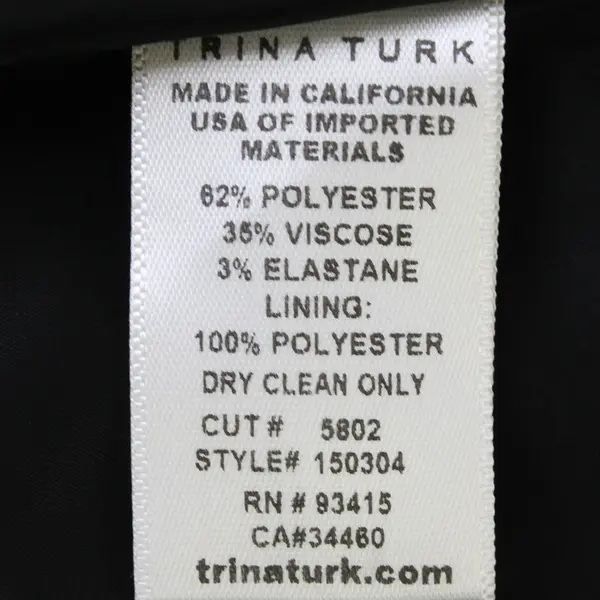 TRINA TURK
MADE IN CALIFORNIA
USA OF IMPORTED
MATERIALS
62% POLYESTER
35% VISCOSE
3% ELASTANE
LINING:
100% POLYESTER
DRY CLEAN ONLY
CUT# 5802
STYLE# 150304
RN # 93415
CA#34460
trinaturk.com